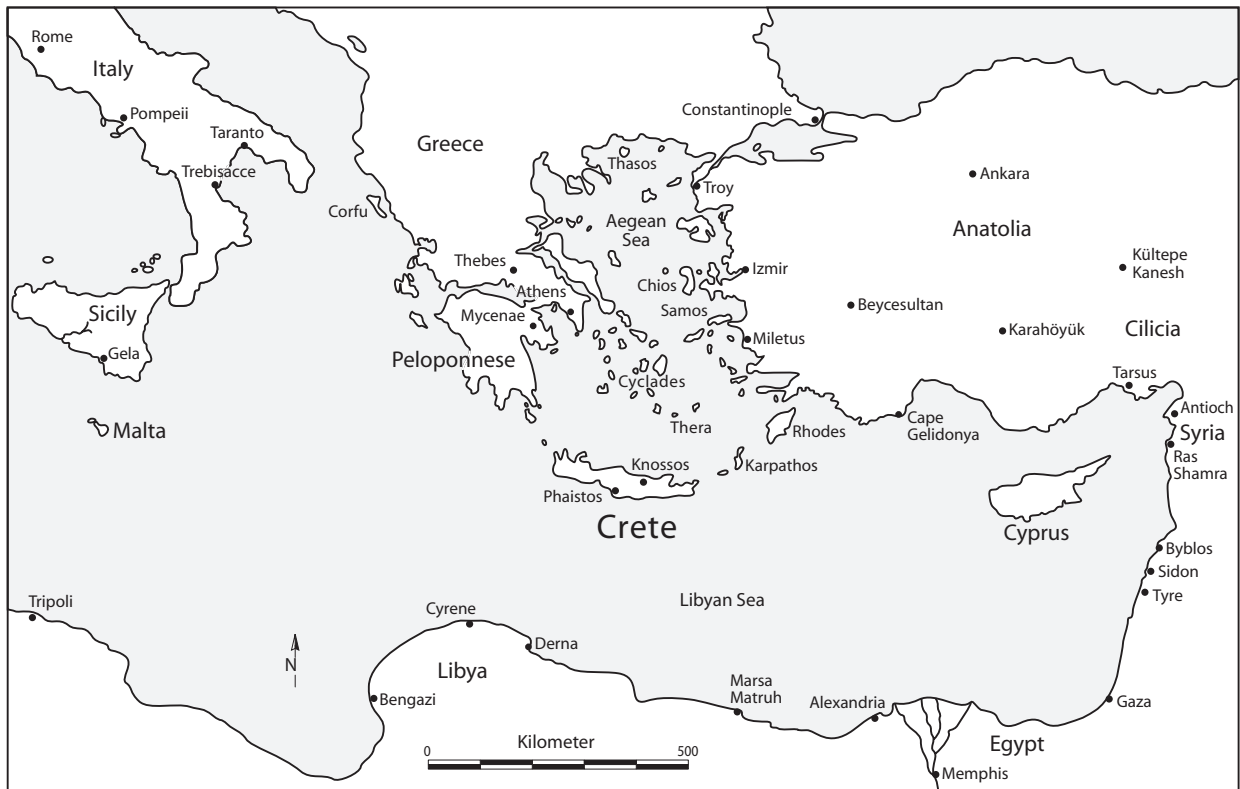 Rome
Italy
Pompeii
Taranto
Trebisacce
Corfu
Greece
Constantinople
Thasos
Troy
Aegean
Sea
Ankara
Anatolia
Thebes
Athens
Mycenae
Peloponnese
Chios
Samos
Izmir
Miletus
Beycesultan
Kültepe
Kanesh
Karahöyük
Cilicia
Sicily
Gela
Malta
Cyclades
Thera
Rhodes
Cape
Gelidonya
Tarsus
Antioch
Syria
Ras
Shamra
Karpathos
Knossos
Phaistos
Crete
Cyprus
Byblos
Sidon
Tyre
Libyan Sea
Tripoli
Cyrene
Derna
N
Libya
Bengazi
Marsa
Matruh
Alexandria
Gaza
Egypt
Memphis
Kilometer
0
500